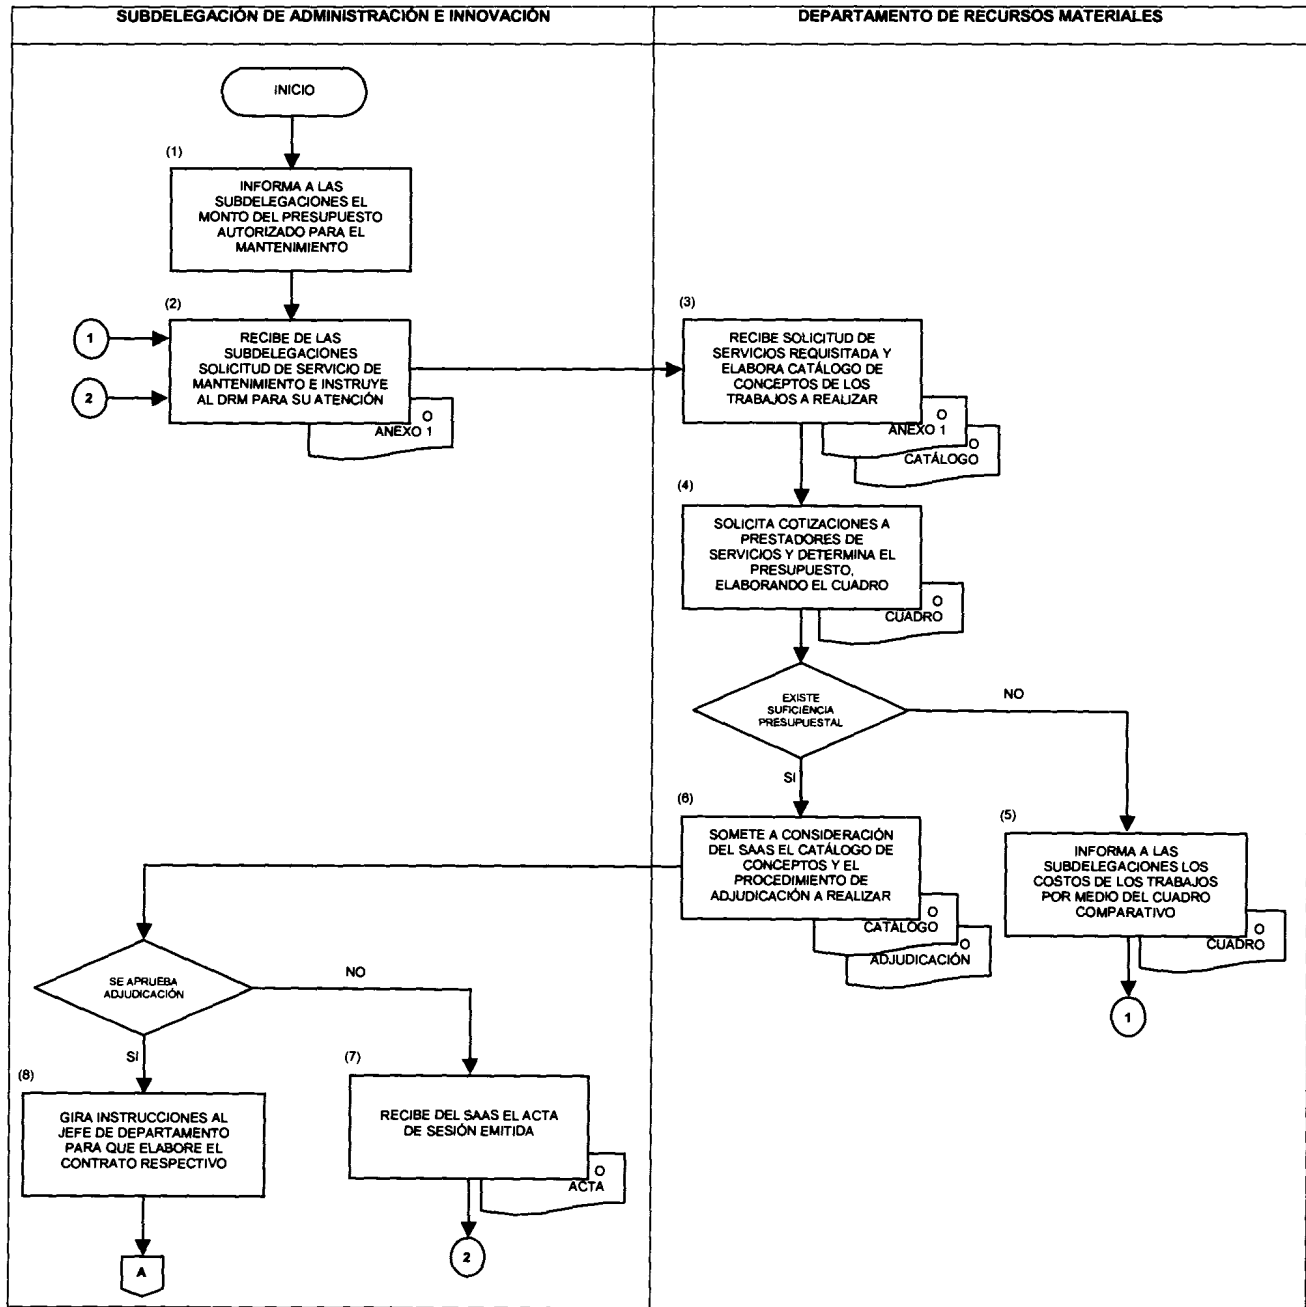 SUBDELEGACIÓN DE ADMINISTRACIÓN E INNOVACIÓN
DEPARTAMENTO DE RECURSOS MATERIALES
INICIO
(1)
INFORMA A LAS
SUBDELEGACIONES EL
MONTO DEL PRESUPUESTO
AUTORIZADO PARA EL
MANTENIMIENTO
(2)
1
2
RECIBE DE LAS
SUBDELEGACIONES
SOLICITUD DE SERVICIO DE
MANTENIMIENTO E INSTRUYE
AL DRM PARA SU ATENCIÓN
O
ANEXO 1
(3)
RECIBE SOLICITUD DE
SERVICIOS REQUISITADA Y
ELABORA CATÁLOGO DE
CONCEPTOS DE LOS
TRABAJOS A REALIZAR
O
ANEXO 1
O
CATÁLOGO
(4)
SOLICITA COTIZACIONES A
PRESTADORES DE
SERVICIOS Y DETERMINA EL
PRESUPUESTO,
ELABORANDO EL CUADRO
O
CUADRO
EXISTE
SUFICIENCIA
PRESUPUESTAL
NO
SI
(6)
SOMETE A CONSIDERACIÓN
DEL SAAS EL CATÁLOGO DE
CONCEPTOS Y EL
PROCEDIMIENTO DE
ADJUDICACIÓN A REALIZAR
O
CATÁLOGO
O
ADJUDICACIÓN
(5)
INFORMA A LAS
SUBDELEGACIONES LOS
COSTOS DE LOS TRABAJOS
POR MEDIO DEL CUADRO
COMPARATIVO
O
CUADRO
1
SE APRUEBA
ADJUDICACIÓN
NO
SI
(8)
GIRA INSTRUCCIONES AL
JEFE DE DEPARTAMENTO
PARA QUE ELABORE EL
CONTRATO RESPECTIVO
A
(7)
RECIBE DEL SAAS EL ACTA
DE SESIÓN EMITIDA
O
ACTA
2